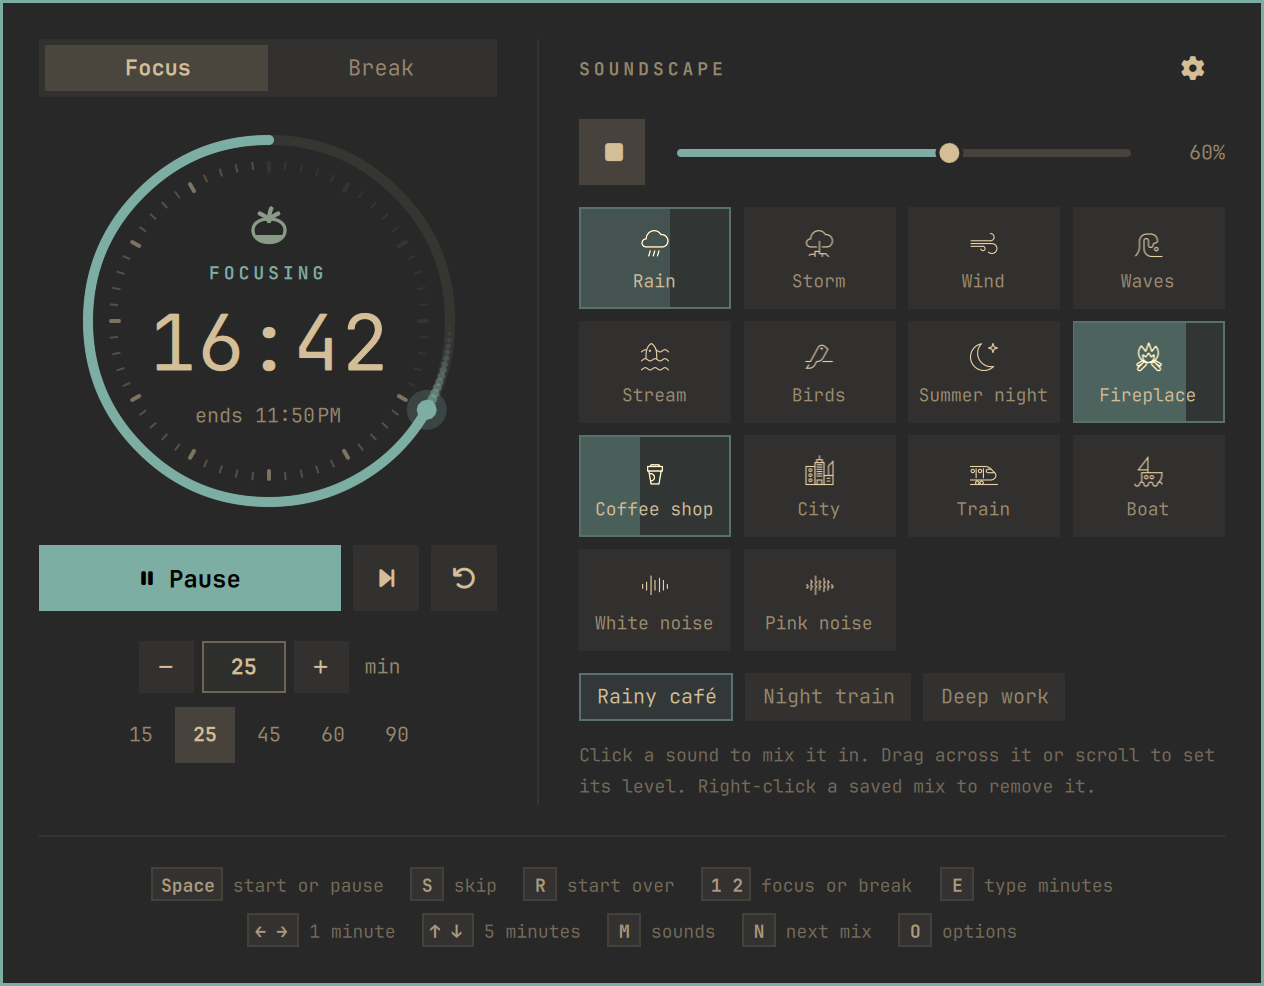 Focus
Break
FOCUSING
16:42
ends 11:50PM
Pause
− 25 + min
15 25 45 60 90
SOUNDSCAPE
60%
Rain
Storm
Wind
Waves
Stream
Birds
Summer night
Fireplace
Coffee shop
City
Train
Boat
White noise
Pink noise
Rainy café
Night train
Deep work
Click a sound to mix it in. Drag across it or scroll to set
its level. Right-click a saved mix to remove it.
Space start or pause S skip R start over 1 2 focus or break E type minutes
← → 1 minute ↑ ↓ 5 minutes M sounds N next mix O options